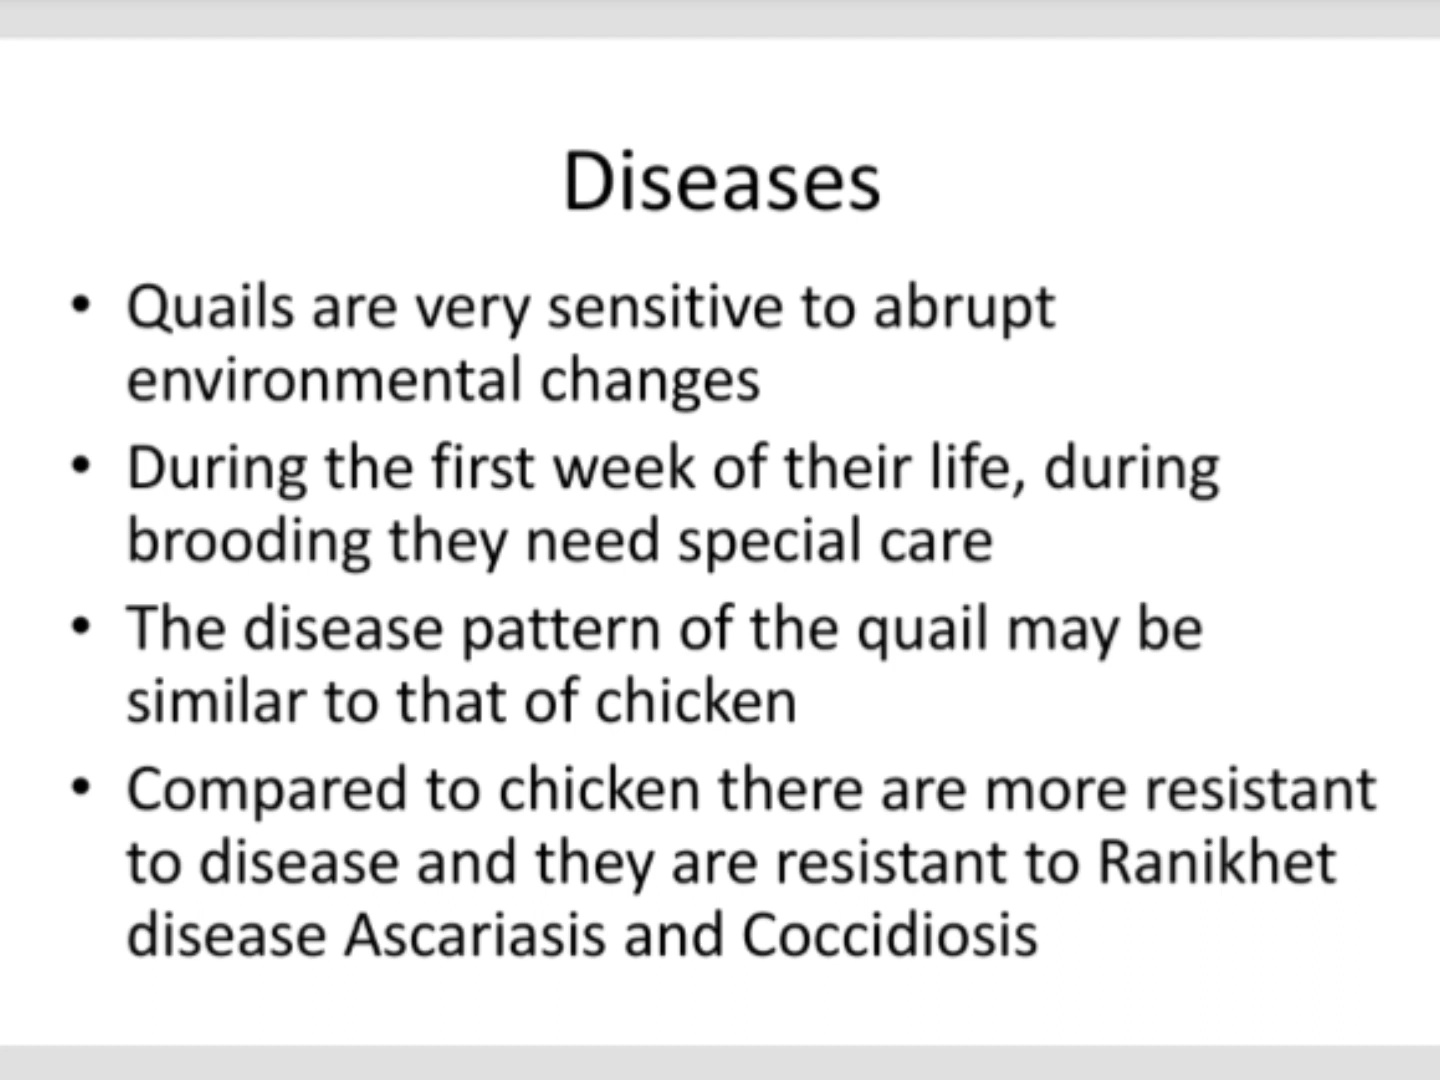 Diseases
• Quails are very sensitive to abrupt
environmental changes
• During the first week of their life, during
brooding they need special care
• The disease pattern of the quail may be
similar to that of chicken
• Compared to chicken there are more resistant
to disease and they are resistant to Ranikhet
disease Ascariasis and Coccidiosis